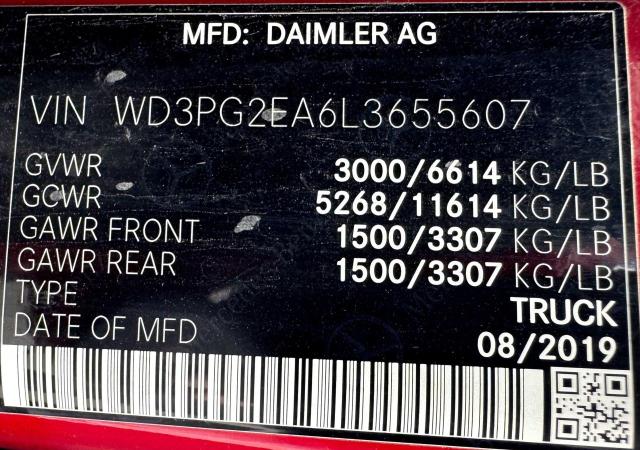 MFD: DAIMLER AG
VIN WD3PG2EA6L3655607
GVWR 3000/6614 KG/LB
GCWR 5268/11614 KG/LB
GAWR FRONT 1500/3307 KG/LB
GAWR REAR 1500/3307 KG/LB
TYPE TRUCK
DATE OF MFD 08/2019